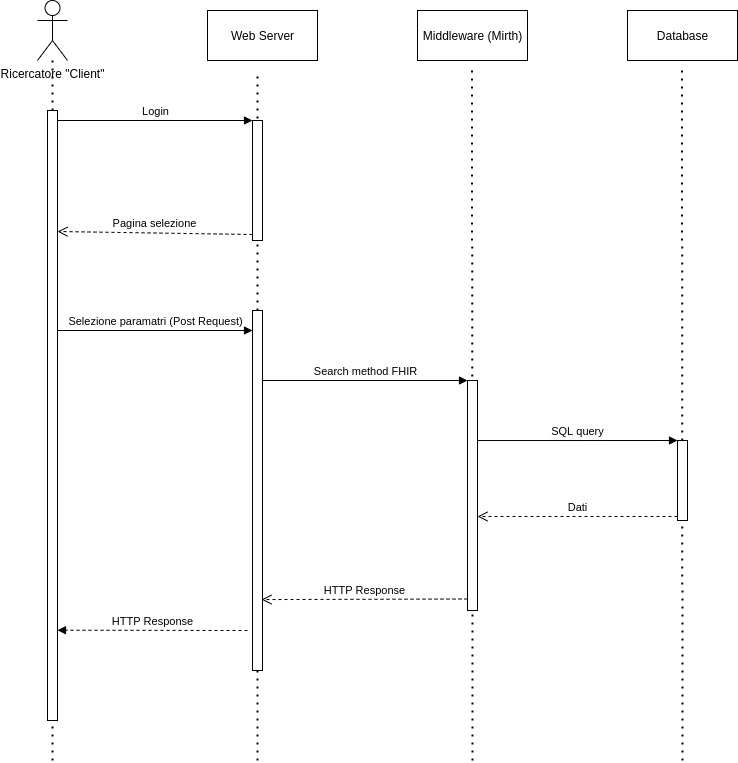 Web Server
Middleware (Mirth)
Database
Ricercatore "Client"
Login
Pagina selezione
Selezione paramatri (Post Request)
Search method FHIR
SQL query
Dati
HTTP Response
HTTP Response